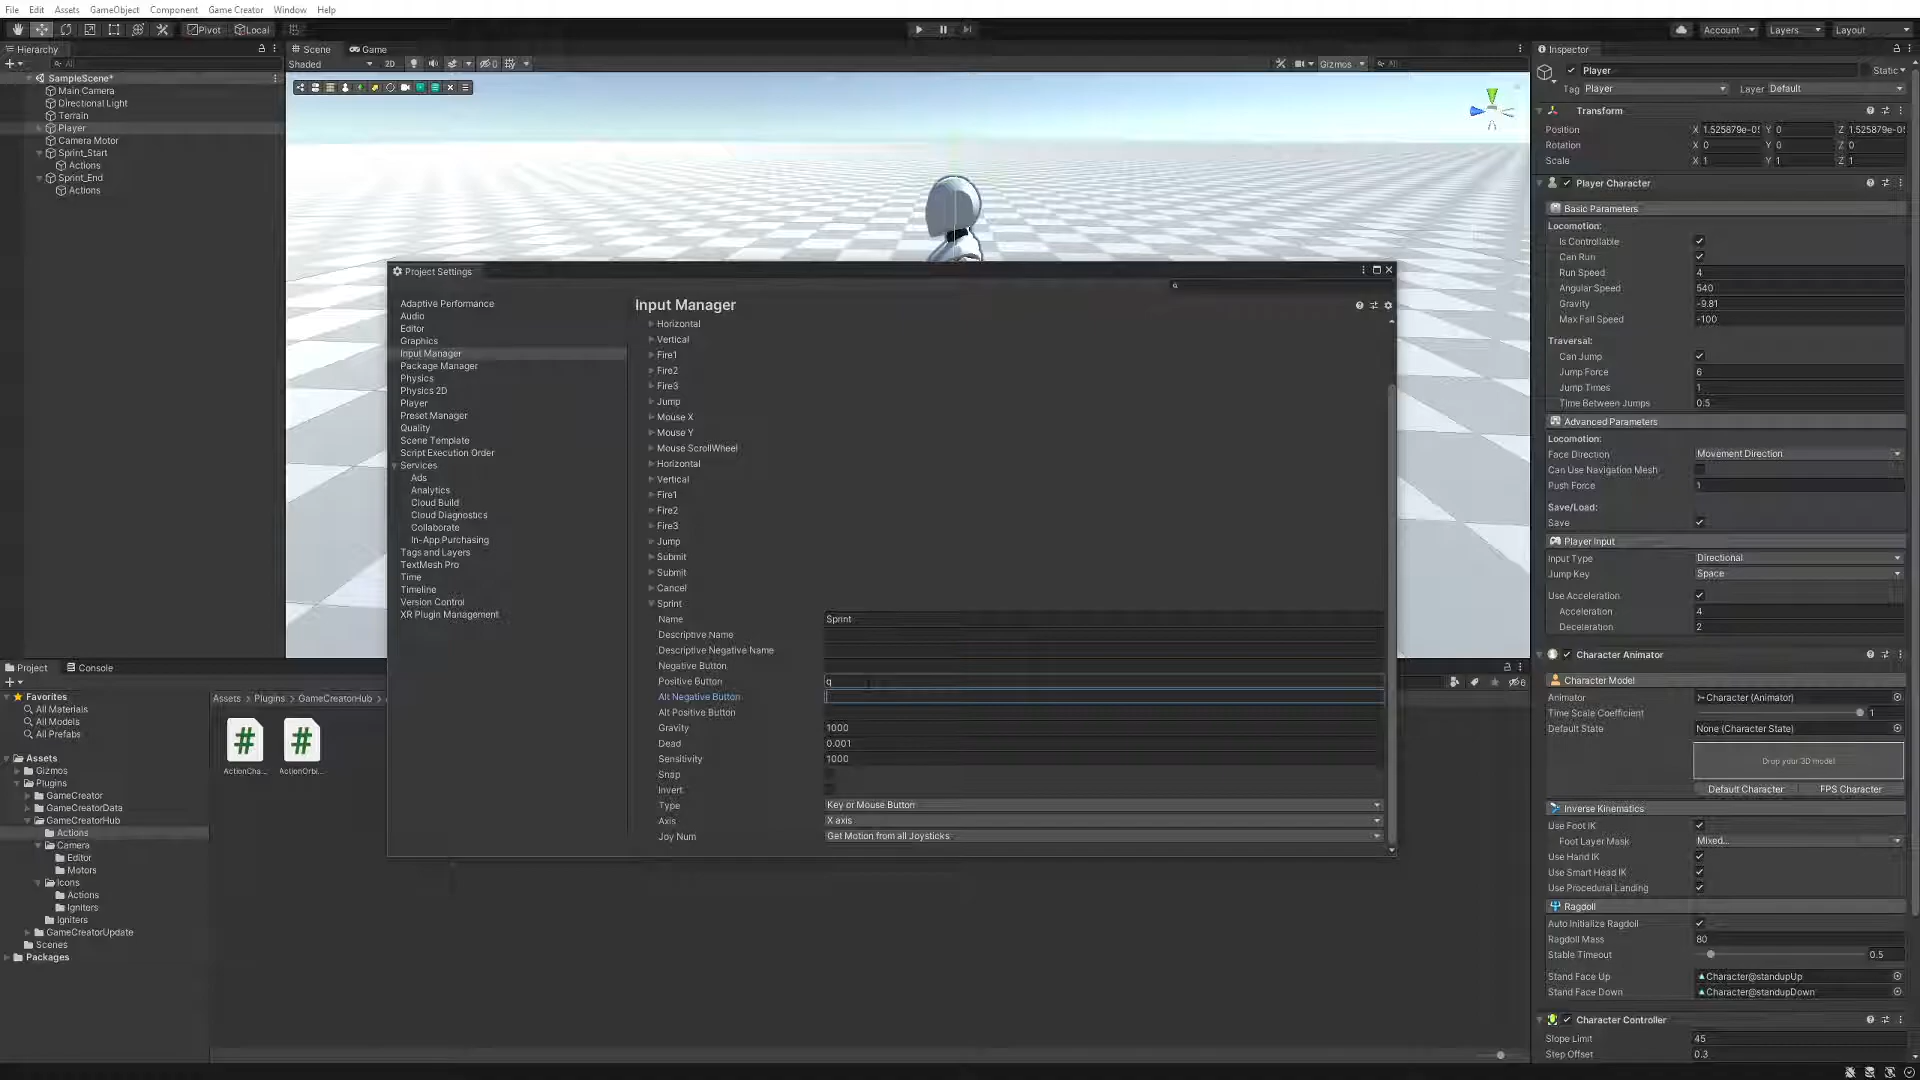 File Edit Assets GameObject Component Game Creator Window Help
Pivot Local
Account Layers Layout
Hierarchy
All
SampleScene*
Main Camera
Directional Light
Terrain
Player
Camera Motor
Sprint_Start
Actions
Sprint_End
Actions
Scene Game
Shaded 2D 0 Gizmos All
Project Settings
Adaptive Performance
Audio
Editor
Graphics
Input Manager
Package Manager
Physics
Physics 2D
Player
Preset Manager
Quality
Scene Template
Script Execution Order
Services
Ads
Analytics
Cloud Build
Cloud Diagnostics
Collaborate
In-App Purchasing
Tags and Layers
TextMesh Pro
Time
Timeline
Version Control
XR Plugin Management
Input Manager
Horizontal
Vertical
Fire1
Fire2
Fire3
Jump
Mouse X
Mouse Y
Mouse ScrollWheel
Horizontal
Vertical
Fire1
Fire2
Fire3
Jump
Submit
Submit
Cancel
Sprint
Name Sprint
Descriptive Name
Descriptive Negative Name
Negative Button
Positive Button q
Alt Negative Button
Alt Positive Button
Gravity 1000
Dead 0.001
Sensitivity 1000
Snap
Invert
Type Key or Mouse Button
Axis X axis
Joy Num Get Motion from all Joysticks
Project Console
6
Favorites
All Materials
All Models
All Prefabs
Assets
Gizmos
Plugins
GameCreator
GameCreatorData
GameCreatorHub
Actions
Camera
Editor
Motors
Icons
Actions
Igniters
Igniters
GameCreatorUpdate
Scenes
Packages
Assets > Plugins > GameCreatorHub >
ActionCha... ActionOrbi...
Inspector
Player Static
Tag Player Layer Default
Transform
Position X 1.525879e-05 Y 0 Z 1.525879e-05
Rotation X 0 Y 0 Z 0
Scale X 1 Y 1 Z 1
Player Character
Basic Parameters
Locomotion:
Is Controllable
Can Run
Run Speed 4
Angular Speed 540
Gravity -9.81
Max Fall Speed -100
Traversal:
Can Jump
Jump Force 6
Jump Times 1
Time Between Jumps 0.5
Advanced Parameters
Locomotion:
Face Direction Movement Direction
Can Use Navigation Mesh
Push Force 1
Save/Load:
Save
Player Input
Input Type Directional
Jump Key Space
Use Acceleration
Acceleration 4
Deceleration 2
Character Animator
Character Model
Animator Character (Animator)
Time Scale Coefficient 1
Default State None (Character State)
Drop your 3D model
Default Character FPS Character
Inverse Kinematics
Use Foot IK
Foot Layer Mask Mixed...
Use Hand IK
Use Smart Head IK
Use Procedural Landing
Ragdoll
Auto Initialize Ragdoll
Ragdoll Mass 80
Stable Timeout 0.5
Stand Face Up Character@standupUp
Stand Face Down Character@standupDown
Character Controller
Slope Limit 45
Step Offset 0.3